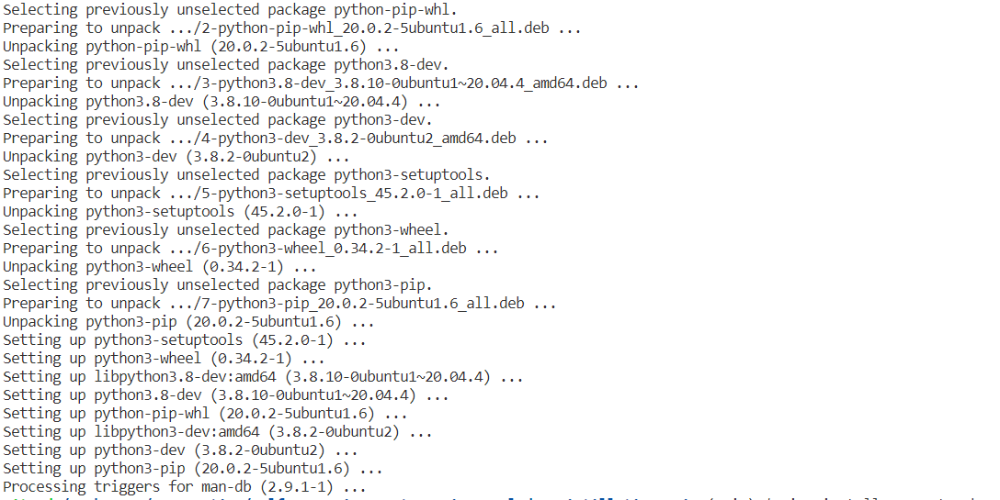 Selecting previously unselected package python-pip-whl.
Preparing to unpack .../2-python-pip-whl_20.0.2-5ubuntu1.6_all.deb ...
Unpacking python-pip-whl (20.0.2-5ubuntu1.6) ...
Selecting previously unselected package python3.8-dev.
Preparing to unpack .../3-python3.8-dev_3.8.10-0ubuntu1~20.04.4_amd64.deb ...
Unpacking python3.8-dev (3.8.10-0ubuntu1~20.04.4) ...
Selecting previously unselected package python3-dev.
Preparing to unpack .../4-python3-dev_3.8.2-0ubuntu2_amd64.deb ...
Unpacking python3-dev (3.8.2-0ubuntu2) ...
Selecting previously unselected package python3-setuptools.
Preparing to unpack .../5-python3-setuptools_45.2.0-1_all.deb ...
Unpacking python3-setuptools (45.2.0-1) ...
Selecting previously unselected package python3-wheel.
Preparing to unpack .../6-python3-wheel_0.34.2-1_all.deb ...
Unpacking python3-wheel (0.34.2-1) ...
Selecting previously unselected package python3-pip.
Preparing to unpack .../7-python3-pip_20.0.2-5ubuntu1.6_all.deb ...
Unpacking python3-pip (20.0.2-5ubuntu1.6) ...
Setting up python3-setuptools (45.2.0-1) ...
Setting up python3-wheel (0.34.2-1) ...
Setting up libpython3.8-dev:amd64 (3.8.10-0ubuntu1~20.04.4) ...
Setting up python3.8-dev (3.8.10-0ubuntu1~20.04.4) ...
Setting up python-pip-whl (20.0.2-5ubuntu1.6) ...
Setting up libpython3-dev:amd64 (3.8.2-0ubuntu2) ...
Setting up python3-dev (3.8.2-0ubuntu2) ...
Setting up python3-pip (20.0.2-5ubuntu1.6) ...
Processing triggers for man-db (2.9.1-1) ...